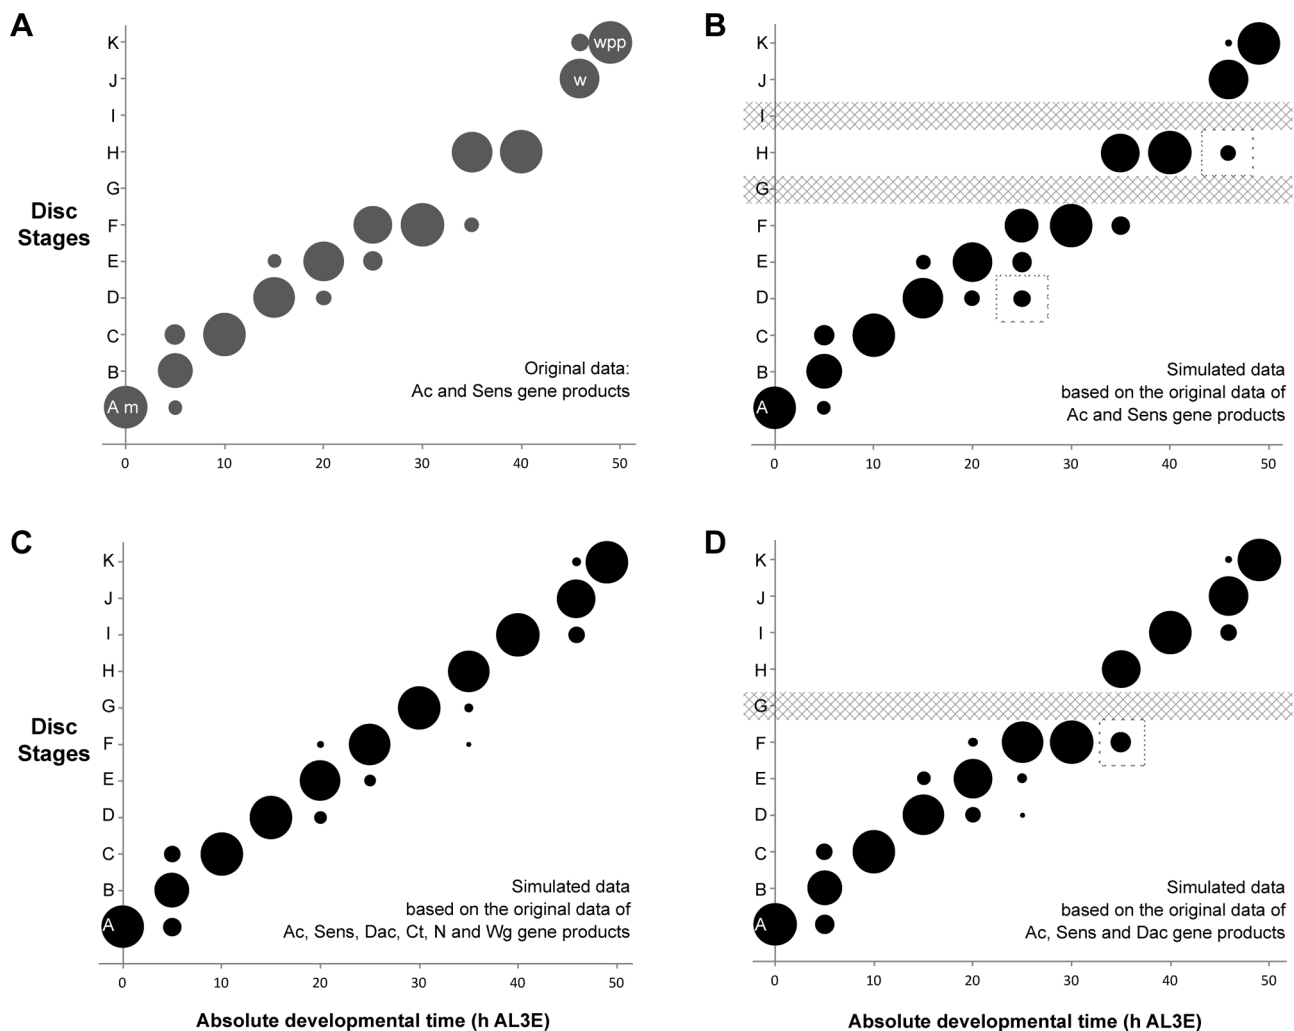 A
K
J
I
H
G
F
E
D
C
B
wpp
w
A m
Disc
Stages
Original data:
Ac and Sens gene products
0 10 20 30 40 50
B
K
J
I
H
G
F
E
D
C
B
A
Simulated data
based on the original data of
Ac and Sens gene products
0 10 20 30 40 50
C
K
J
I
H
G
F
E
D
C
B
A
Disc
Stages
Simulated data
based on the original data of
Ac, Sens, Dac, Ct, N and Wg gene products
0 10 20 30 40 50
Absolute developmental time (h AL3E)
D
K
J
I
H
G
F
E
D
C
B
A
Simulated data
based on the original data of
Ac, Sens and Dac gene products
0 10 20 30 40 50
Absolute developmental time (h AL3E)